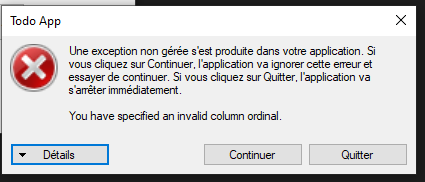 Todo App
Une exception non gérée s'est produite dans votre application. Si
vous cliquez sur Continuer, l'application va ignorer cette erreur et
essayer de continuer. Si vous cliquez sur Quitter, l'application va
s'arrêter immédiatement.
You have specified an invalid column ordinal.
Détails
Continuer
Quitter